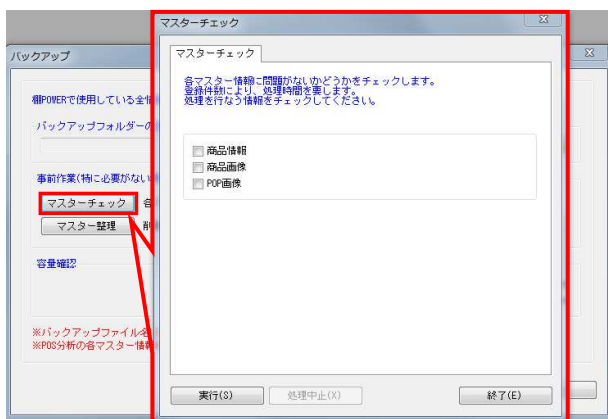 バックアップ
棚POWERで使用している全情
バックアップフォルダーの
事前作業(特に必要がない
マスターチェック 各
マスター整理 削
容量確認
※バックアップファイル名
※POS分析の各マスター情報
マスターチェック
マスターチェック
各マスター情報に問題がないかどうかをチェックします。
登録件数により、処理時間を要します。
処理を行なう情報をチェックしてください。
商品情報
商品画像
POP画像
実行(S) 処理中止(X) 終了(E)